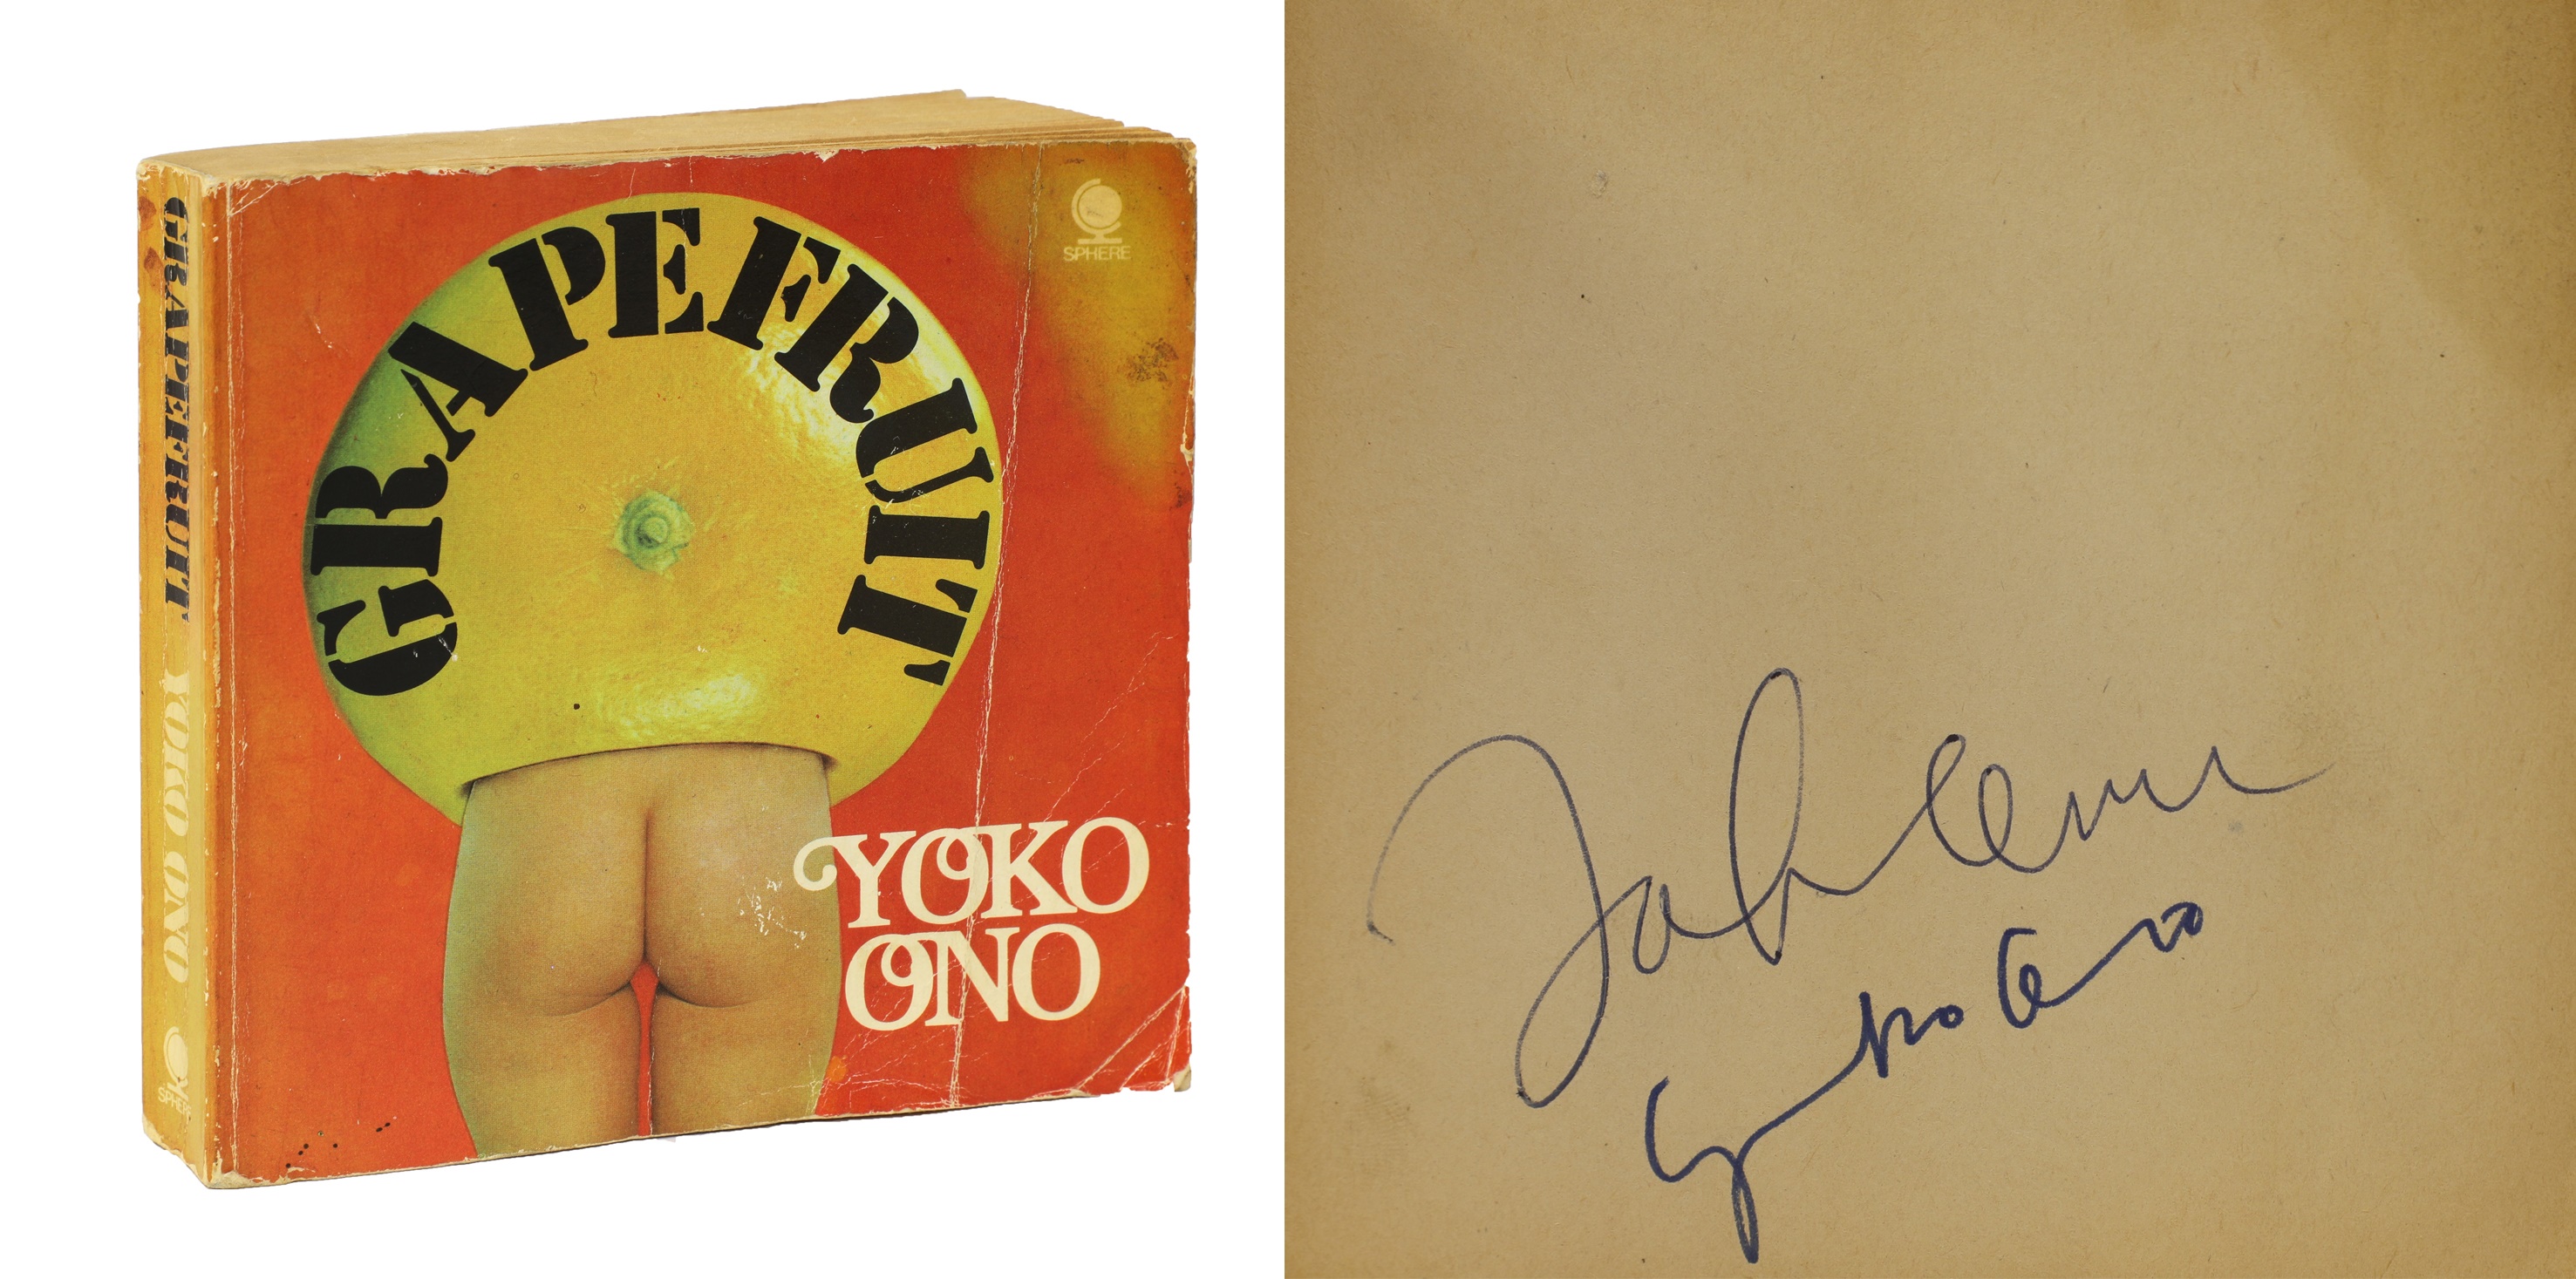 GRAPEFRUIT YOKO ONO
SPHERE
SPHERE
GRAPEFRUIT
YOKO
ONO
John Lennon
Yoko Ono